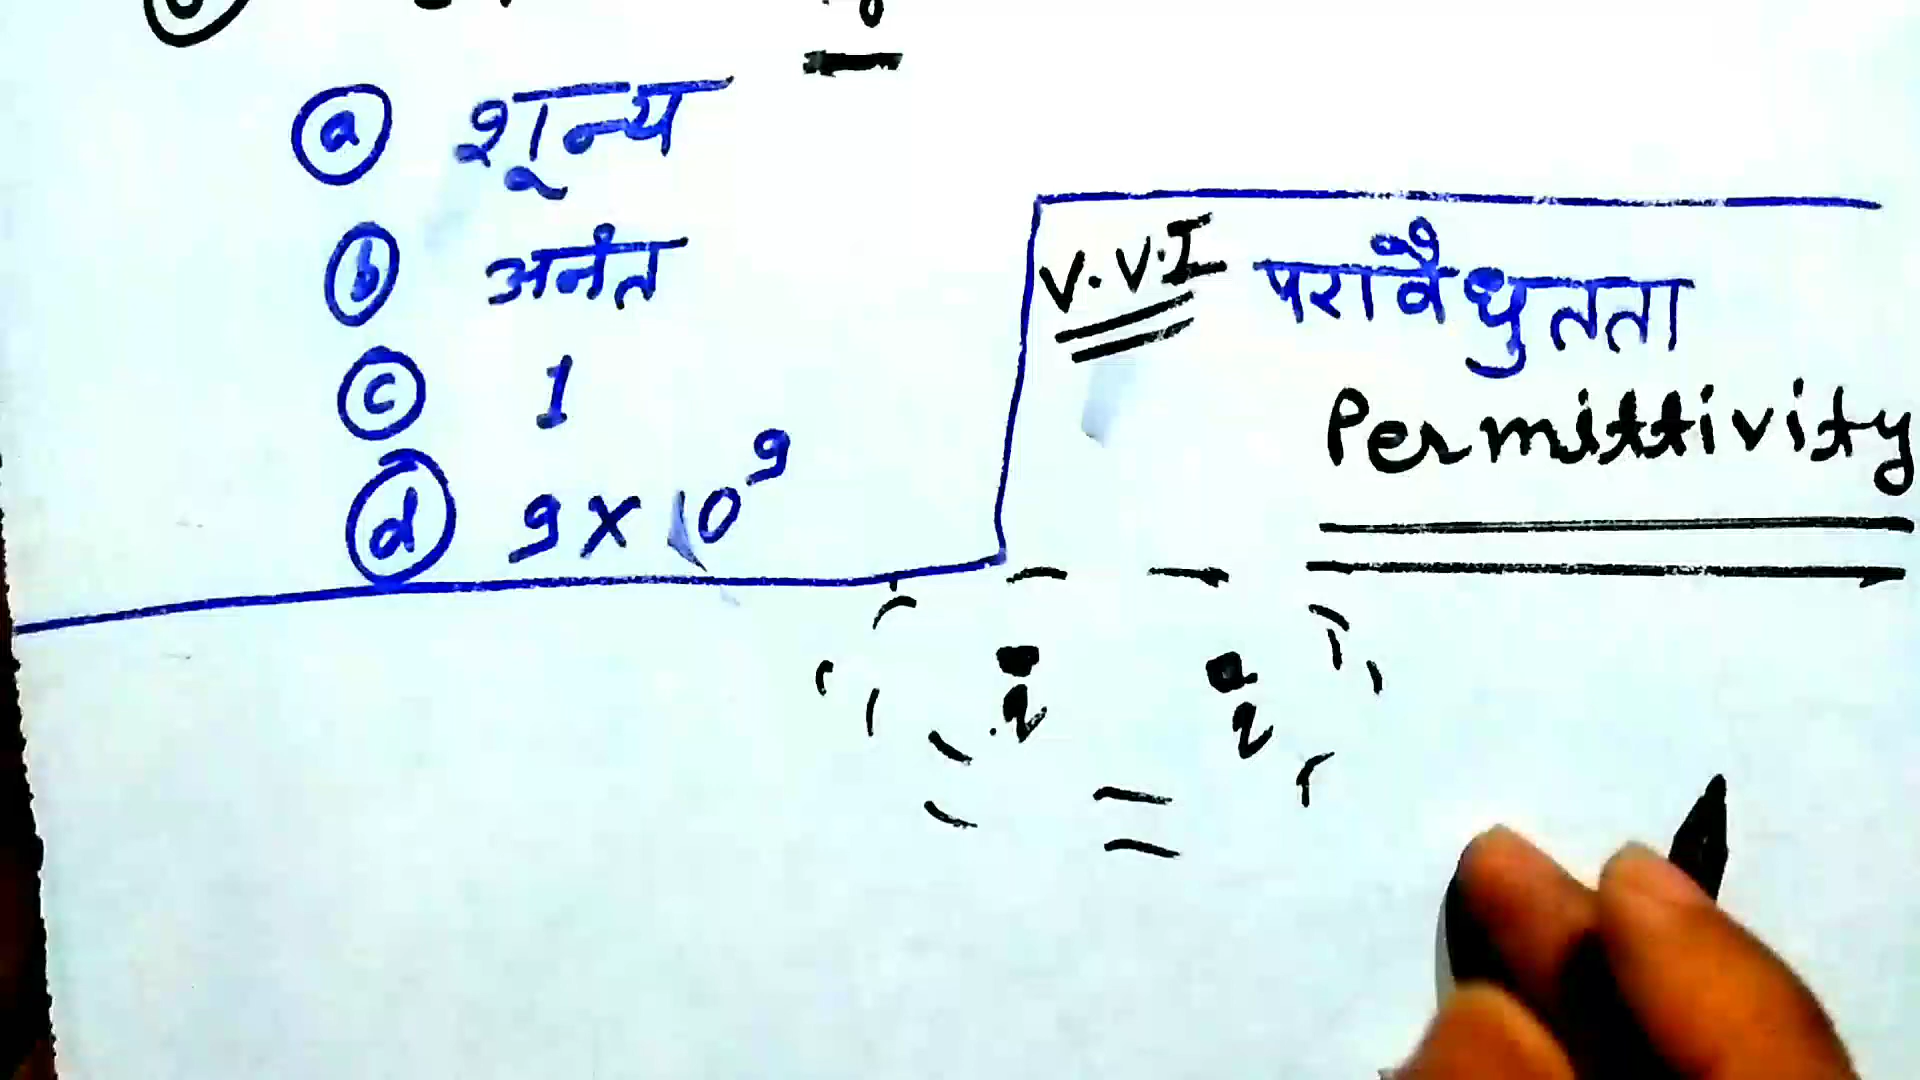 (a) शून्य
(b) अनंत
(c) 1
(d) 9 × 10⁹
V.V.I परावैधुतता
Permittivity
q q